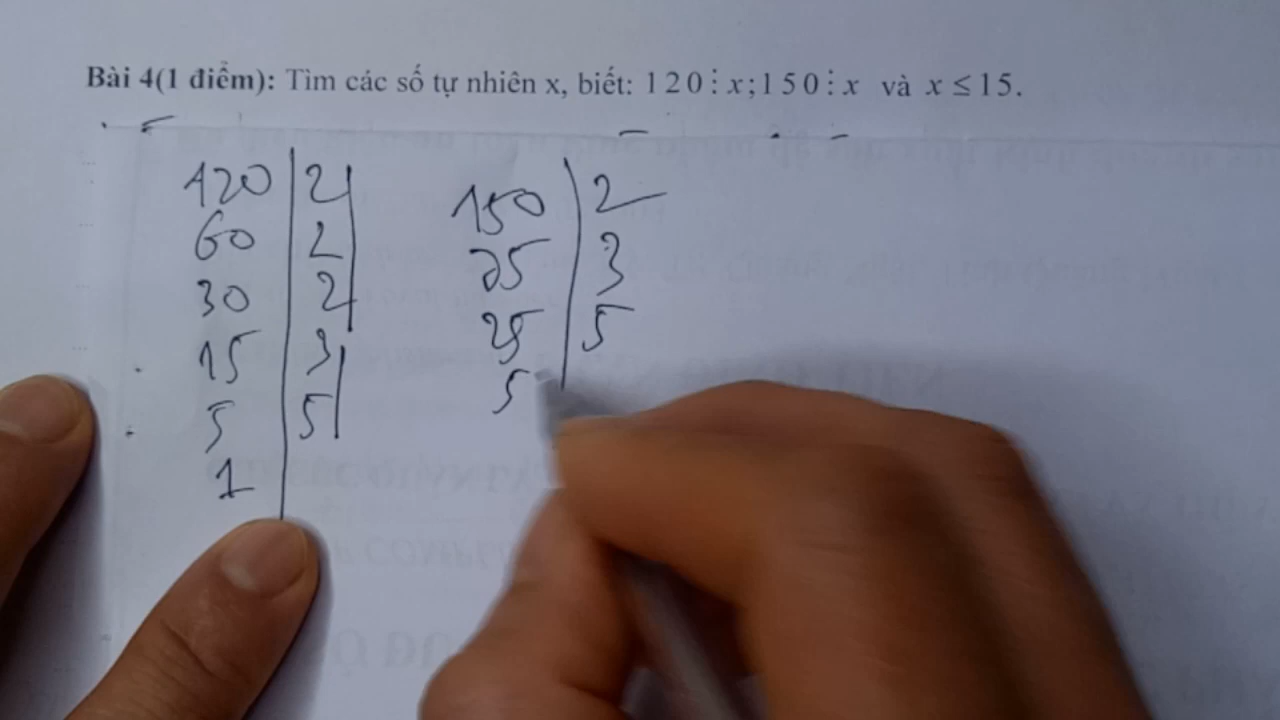 Bài 4(1 điểm): Tìm các số tự nhiên x, biết: 120⋮x;150⋮x và x ≤ 15.
120 | 2
60 | 2
30 | 2
15 | 3
5 | 5
1
150 | 2
75 | 3
25 | 5
5